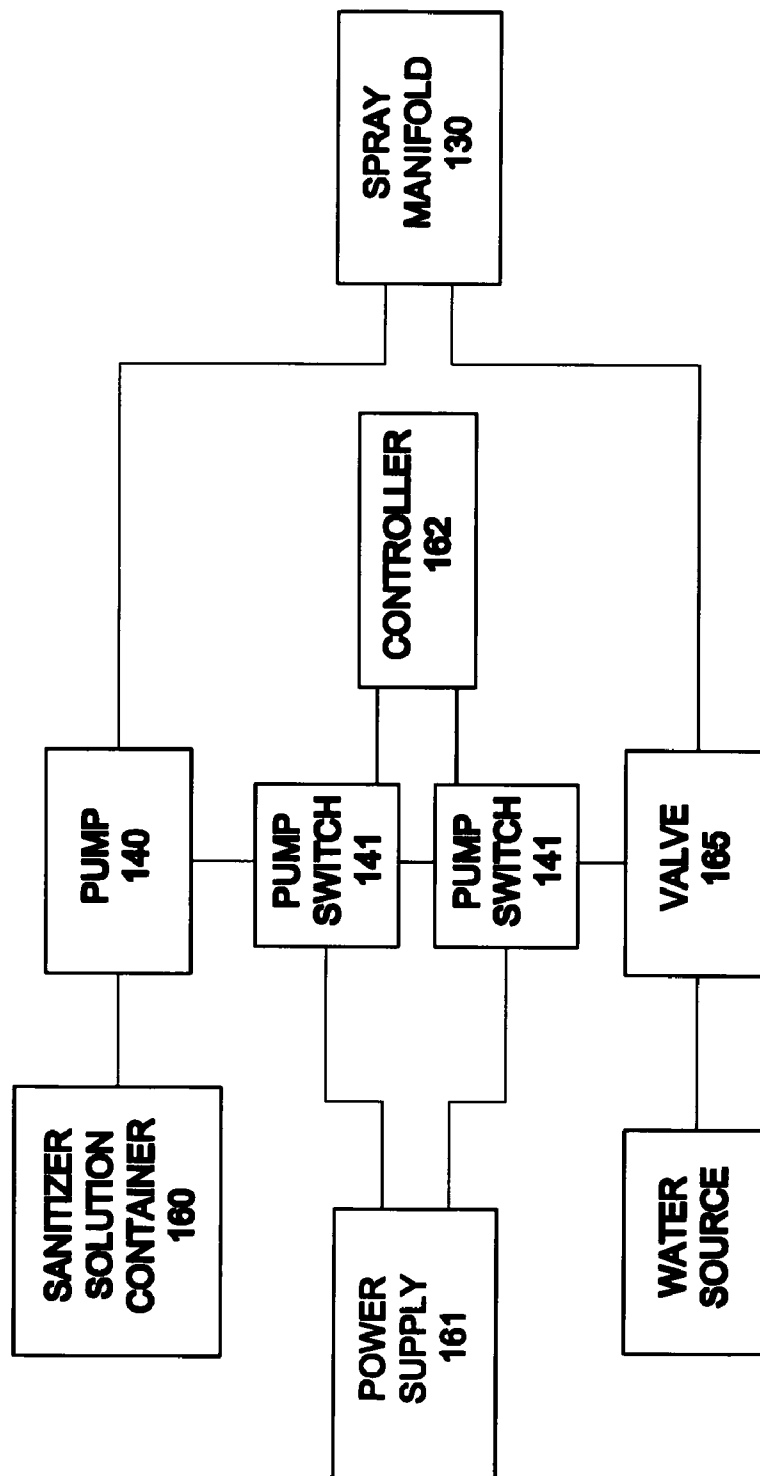 SANITIZER
SOLUTION
CONTAINER
160
PUMP
140
POWER
SUPPLY
161
PUMP
SWITCH
141
PUMP
SWITCH
141
CONTROLLER
162
SPRAY
MANIFOLD
130
WATER
SOURCE
VALVE
165